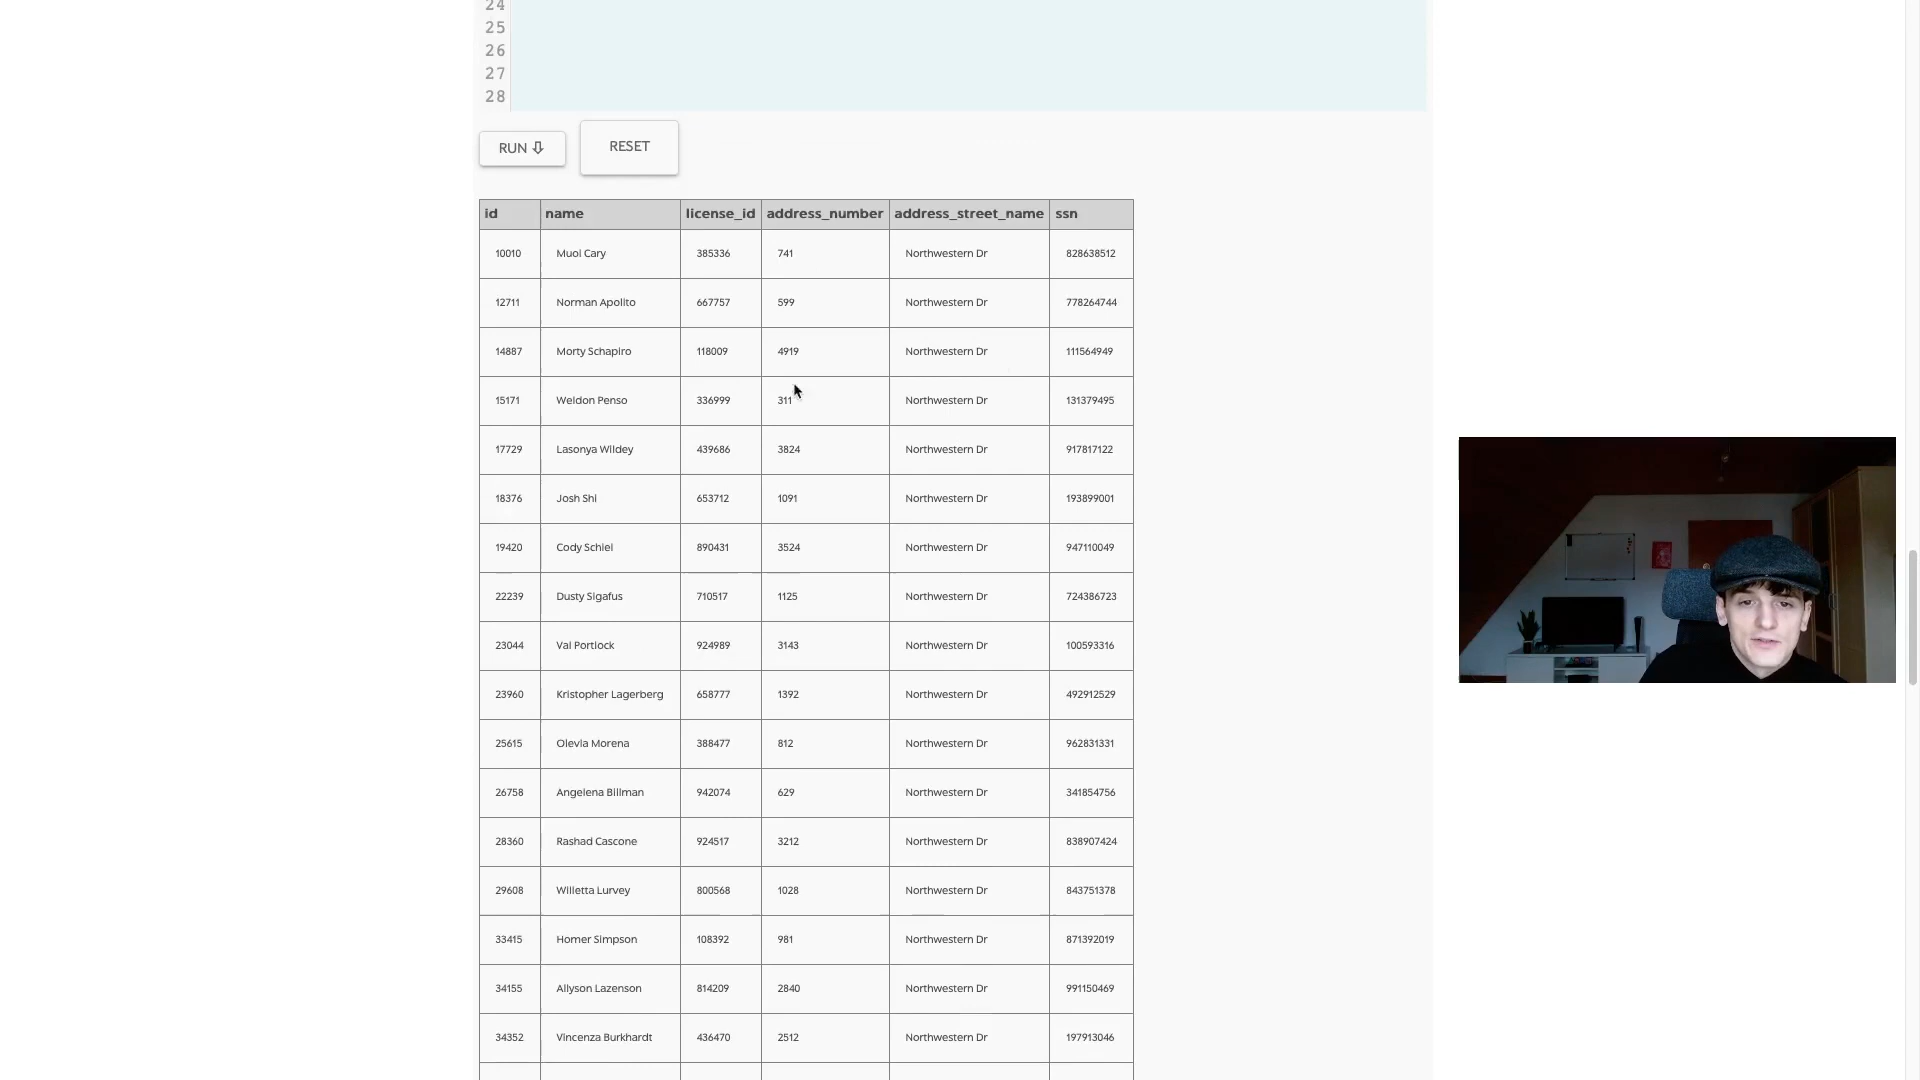 24
25
26
27
28
RUN ⇩ RESET
id name license_id address_number address_street_name ssn
10010 Muoi Cary 385336 741 Northwestern Dr 828638512
12711 Norman Apolito 667757 599 Northwestern Dr 778264744
14887 Morty Schapiro 118009 4919 Northwestern Dr 111564949
15171 Weldon Penso 336999 311 Northwestern Dr 131379495
17729 Lasonya Wildey 439686 3824 Northwestern Dr 917817122
18376 Josh Shi 653712 1091 Northwestern Dr 193899001
19420 Cody Schiel 890431 3524 Northwestern Dr 947110049
22239 Dusty Sigafus 710517 1125 Northwestern Dr 724386723
23044 Val Portlock 924989 3143 Northwestern Dr 100593316
23960 Kristopher Lagerberg 658777 1392 Northwestern Dr 492912529
25615 Olevia Morena 388477 812 Northwestern Dr 962831331
26758 Angelena Billman 942074 629 Northwestern Dr 341854756
28360 Rashad Cascone 924517 3212 Northwestern Dr 838907424
29608 Willetta Lurvey 800568 1028 Northwestern Dr 843751378
33415 Homer Simpson 108392 981 Northwestern Dr 871392019
34155 Allyson Lazenson 814209 2840 Northwestern Dr 991150469
34352 Vincenza Burkhardt 436470 2512 Northwestern Dr 197913046